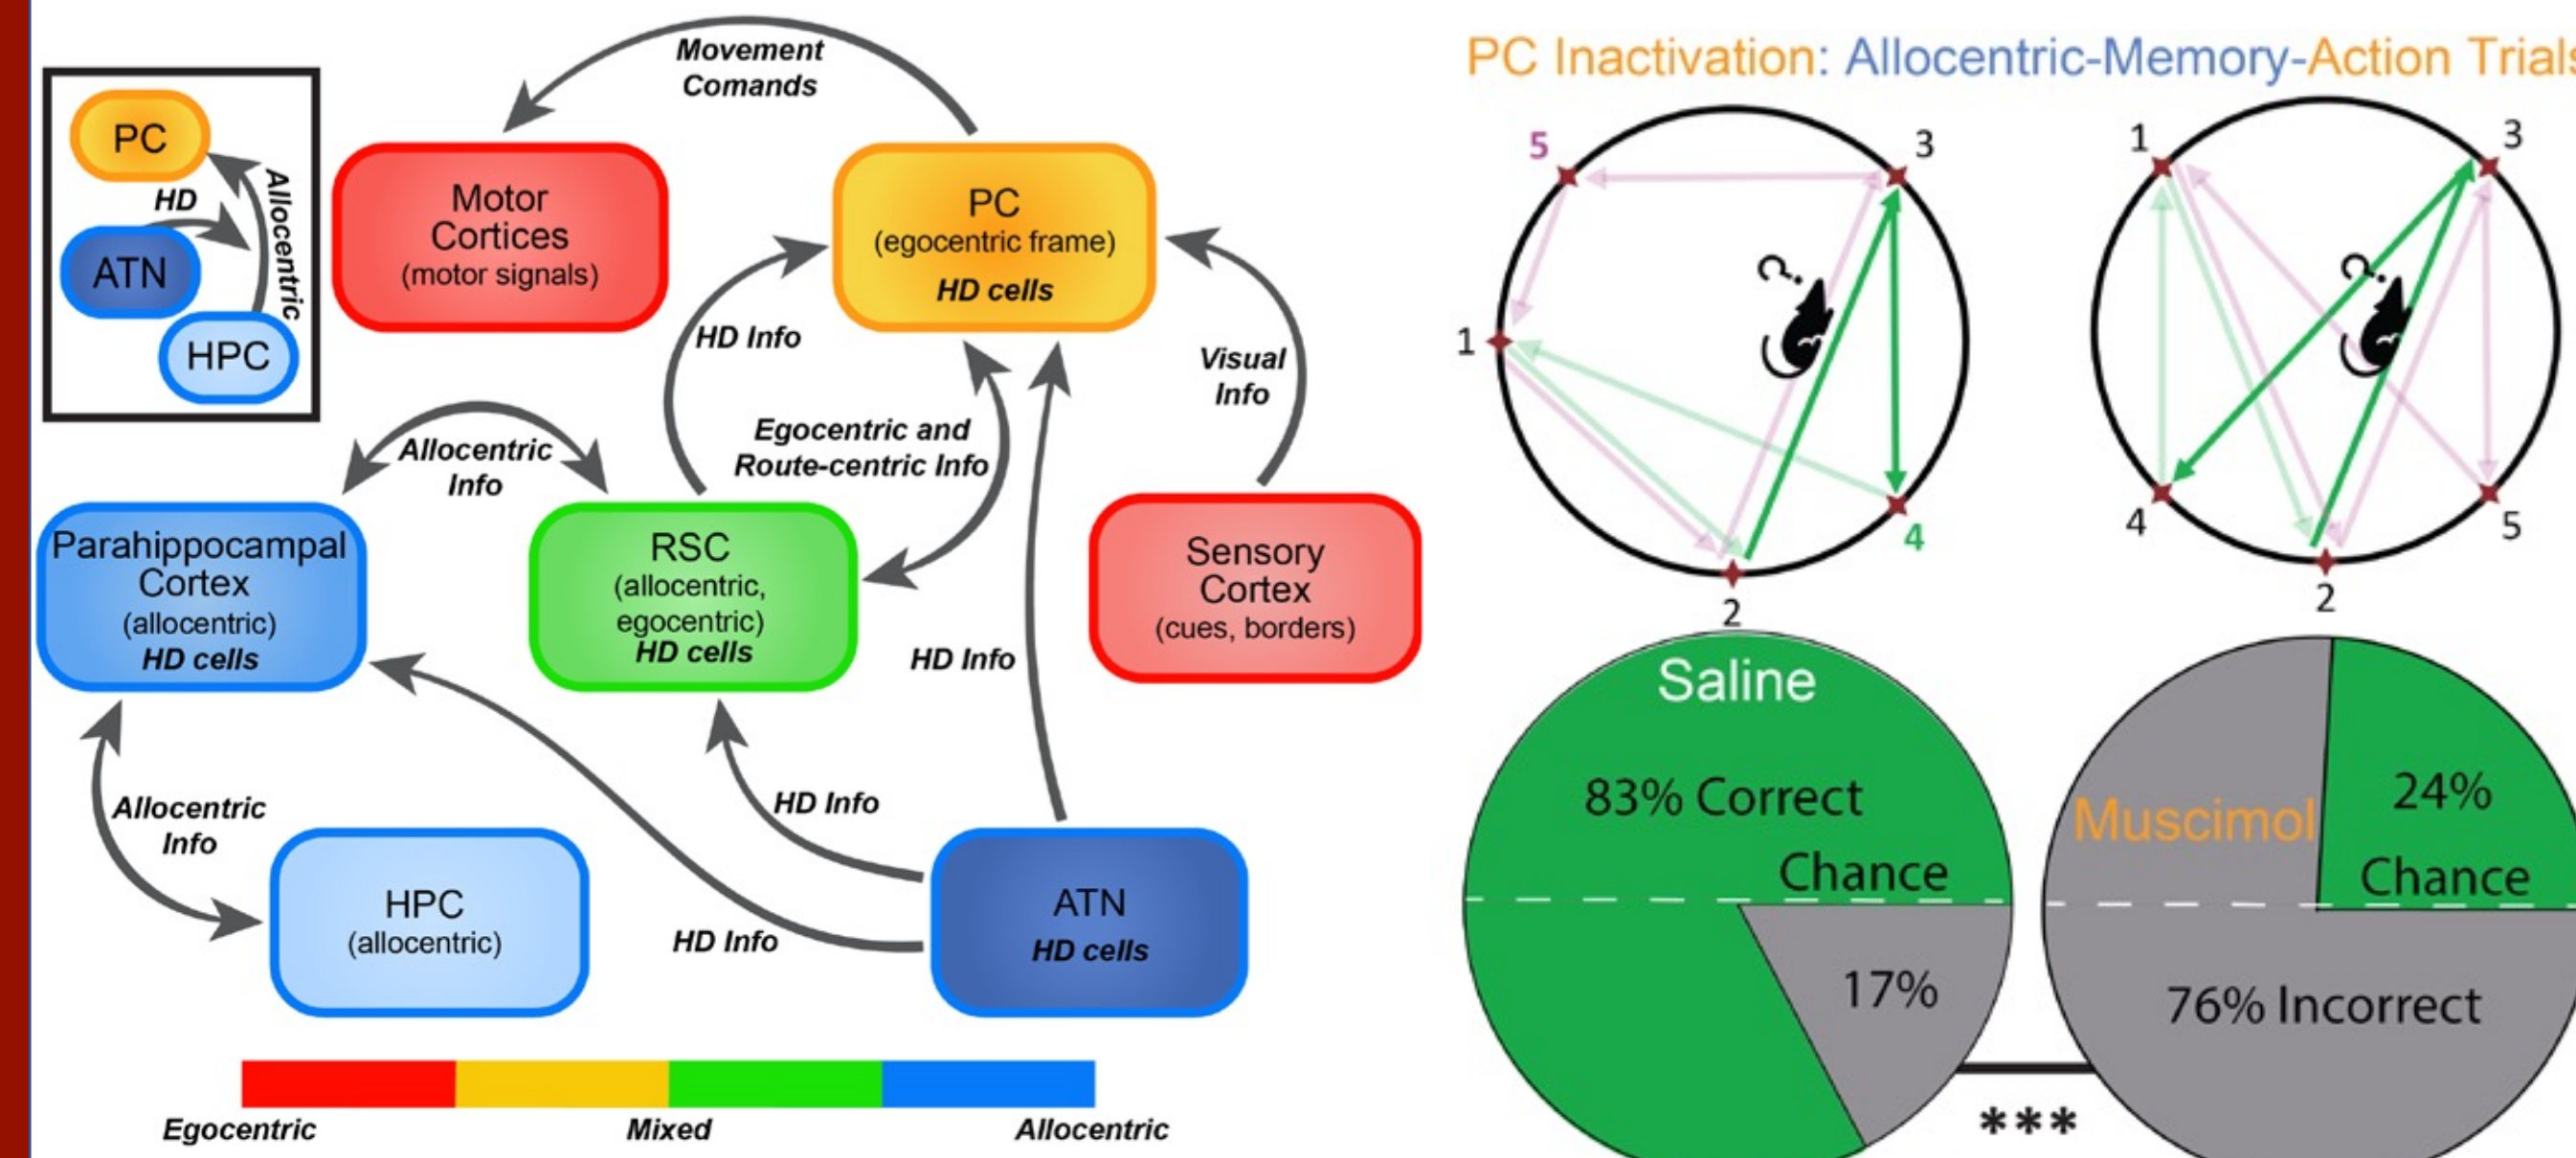 PC
HD
Allocentric
ATN
HPC
Movement
Comands
Motor
Cortices
(motor signals)
PC
(egocentric frame)
HD cells
HD Info
Egocentric and
Route-centric Info
Visual
Info
Allocentric
Info
Parahippocampal
Cortex
(allocentric)
HD cells
RSC
(allocentric,
egocentric)
HD cells
Sensory
Cortex
(cues, borders)
HD Info
HD Info
HD Info
Allocentric
Info
HPC
(allocentric)
ATN
HD cells
Egocentric
Mixed
Allocentric
PC Inactivation: Allocentric-Memory-Action Trials
5
3
?
1
4
2
1
3
?
4
5
2
Saline
83% Correct
Chance
17%
Muscimol
24%
Chance
76% Incorrect
***